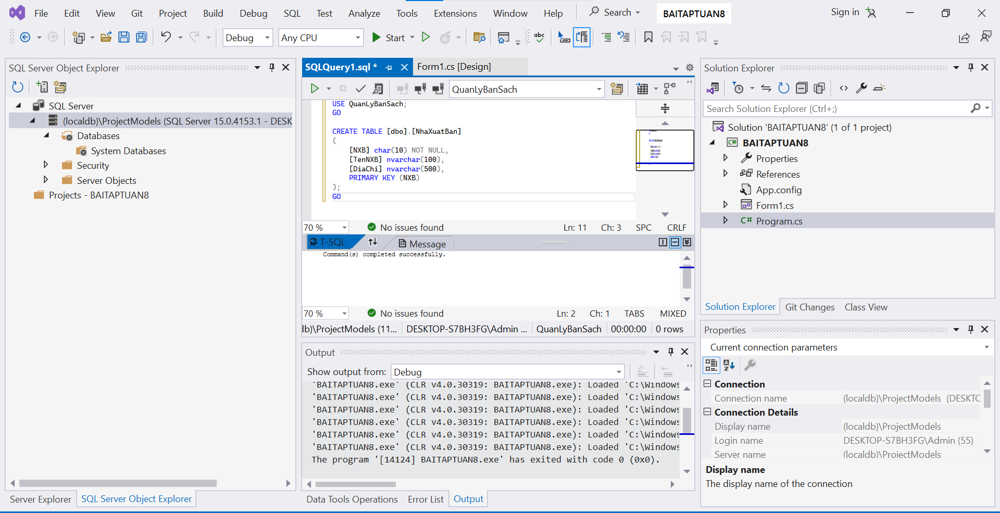 File Edit View Git Project Build Debug SQL Test Analyze Tools Extensions Window Help Search BAITAPTUAN8 Sign in
Debug Any CPU Start abc
SQL Server Object Explorer
SQL Server
(localdb)\ProjectModels (SQL Server 15.0.4153.1 - DESK
Databases
System Databases
Security
Server Objects
Projects - BAITAPTUAN8
Server Explorer SQL Server Object Explorer
SQLQuery1.sql * Form1.cs [Design]
QuanLyBanSach
USE QuanLyBanSach;
GO
CREATE TABLE [dbo].[NhaXuatBan]
(
[NXB] char(10) NOT NULL,
[TenNXB] nvarchar(100),
[DiaChi] nvarchar(500),
PRIMARY KEY (NXB)
);
GO
70 % No issues found Ln: 11 Ch: 3 SPC CRLF
T-SQL Message
Command(s) completed successfully.
70 % No issues found Ln: 2 Ch: 1 TABS MIXED
db)\ProjectModels (11... DESKTOP-S7BH3FG\Admin ... QuanLyBanSach 00:00:00 0 rows
Output
Show output from: Debug
'BAITAPTUAN8.exe' (CLR v4.0.30319: BAITAPTUAN8.exe): Loaded 'C:\Windows
'BAITAPTUAN8.exe' (CLR v4.0.30319: BAITAPTUAN8.exe): Loaded 'C:\Windows
'BAITAPTUAN8.exe' (CLR v4.0.30319: BAITAPTUAN8.exe): Loaded 'C:\Windows
'BAITAPTUAN8.exe' (CLR v4.0.30319: BAITAPTUAN8.exe): Loaded 'C:\Windows
'BAITAPTUAN8.exe' (CLR v4.0.30319: BAITAPTUAN8.exe): Loaded 'C:\Windows
'BAITAPTUAN8.exe' (CLR v4.0.30319: BAITAPTUAN8.exe): Loaded 'C:\Windows
The program '[14124] BAITAPTUAN8.exe' has exited with code 0 (0x0).
Data Tools Operations Error List Output
Solution Explorer
Search Solution Explorer (Ctrl+;)
Solution 'BAITAPTUAN8' (1 of 1 project)
C# BAITAPTUAN8
Properties
References
App.config
Form1.cs
C# Program.cs
Solution Explorer Git Changes Class View
Properties
Current connection parameters
Connection
Connection name (localdb)\ProjectModels (DESKTC
Connection Details
Display name (localdb)\ProjectModels
Login name DESKTOP-S7BH3FG\Admin (55)
Server name (localdb)\ProjectModels
Display name
The display name of the connection